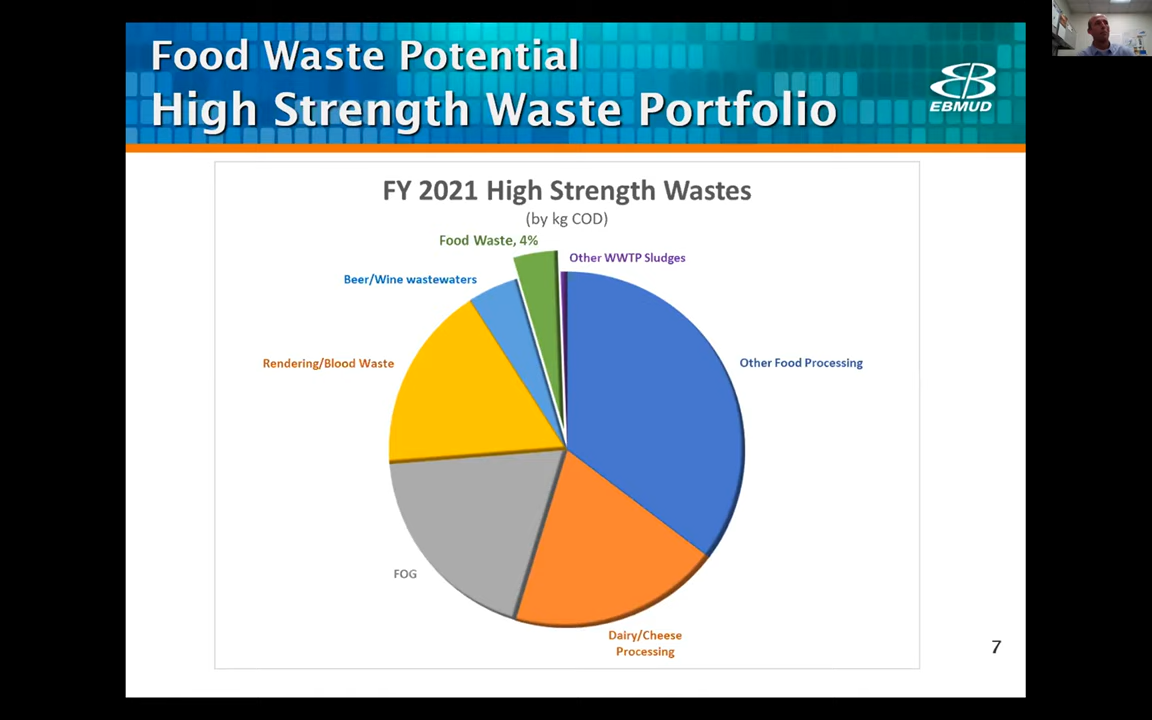 Food Waste Potential
High Strength Waste Portfolio
EBMUD
FY 2021 High Strength Wastes
(by kg COD)
Food Waste, 4%
Other WWTP Sludges
Beer/Wine wastewaters
Rendering/Blood Waste
Other Food Processing
FOG
Dairy/Cheese
Processing
7